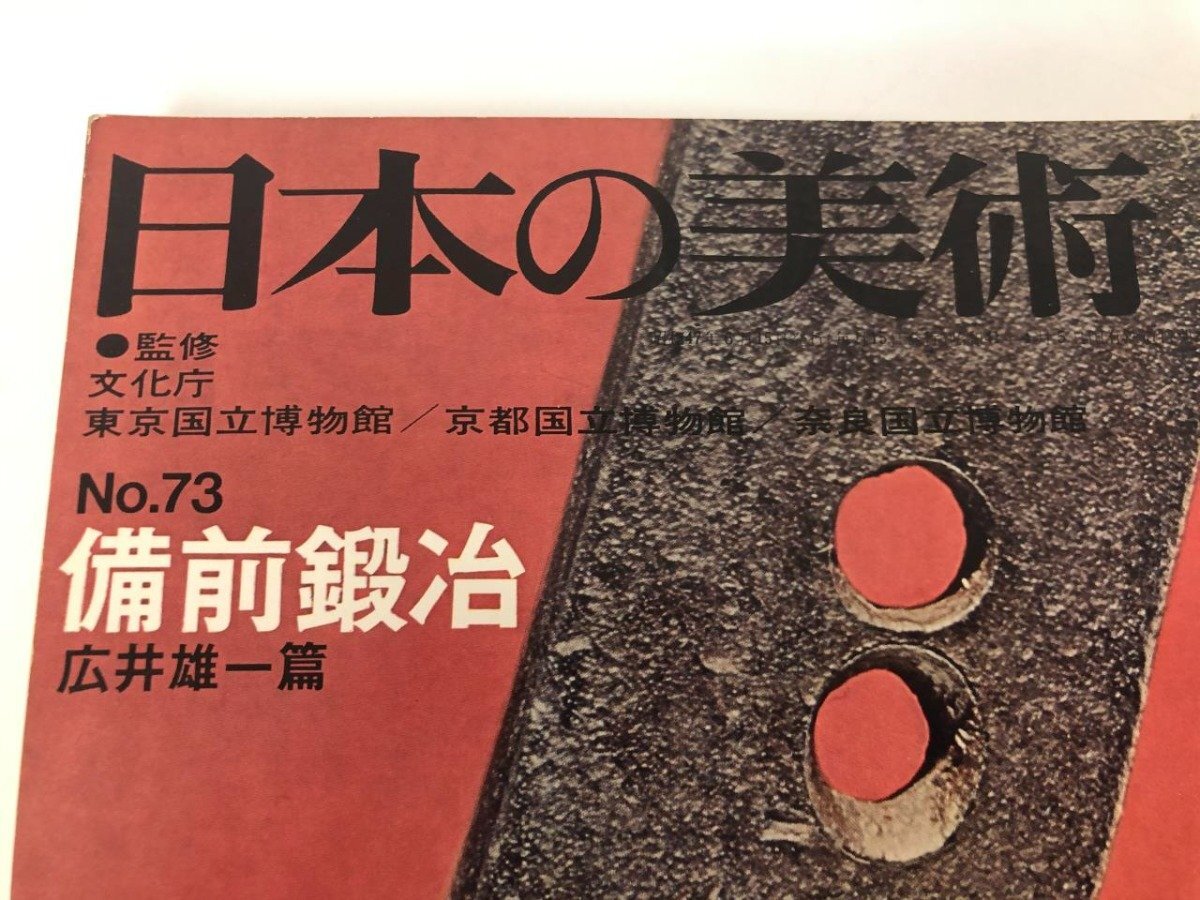 日本の美術
●監修
文化庁
東京国立博物館/京都国立博物館/奈良国立博物館
No.73
備前鍛冶
広井雄一篇